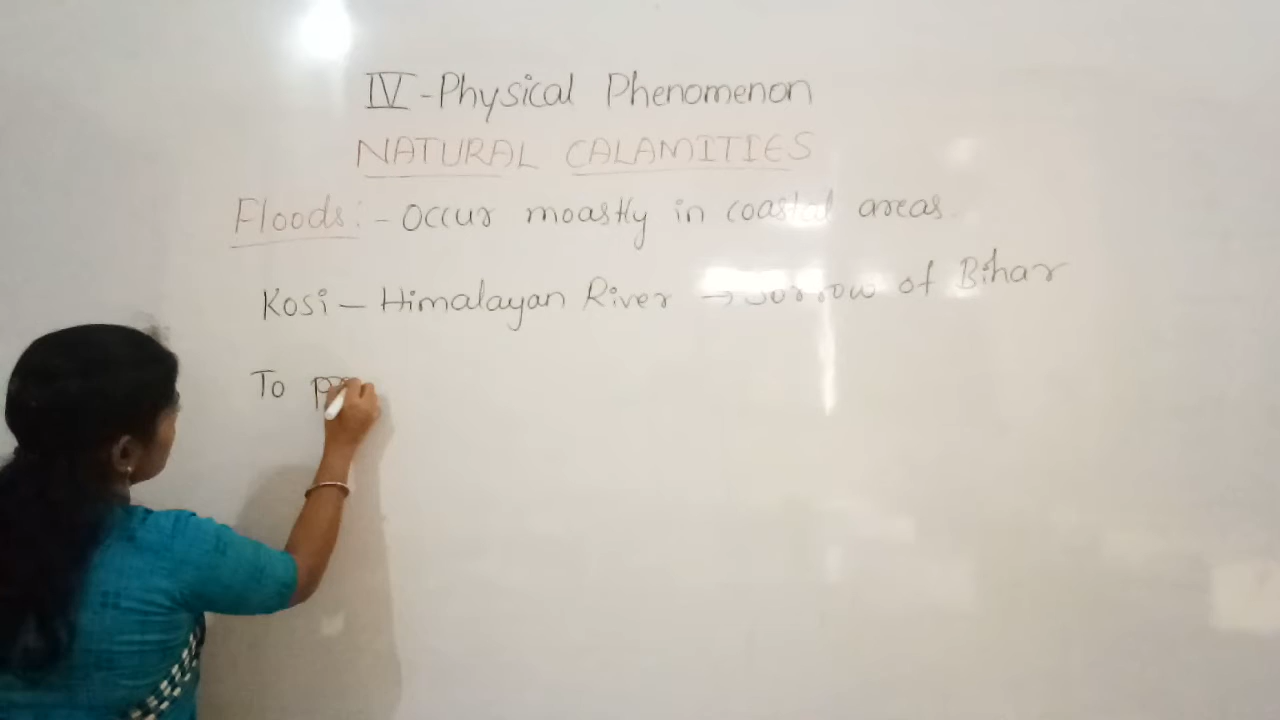 IV - Physical Phenomenon
NATURAL CALAMITIES
Floods :- Occur moastly in coastal areas.
Kosi - Himalayan River → Sorrow of Bihar
To